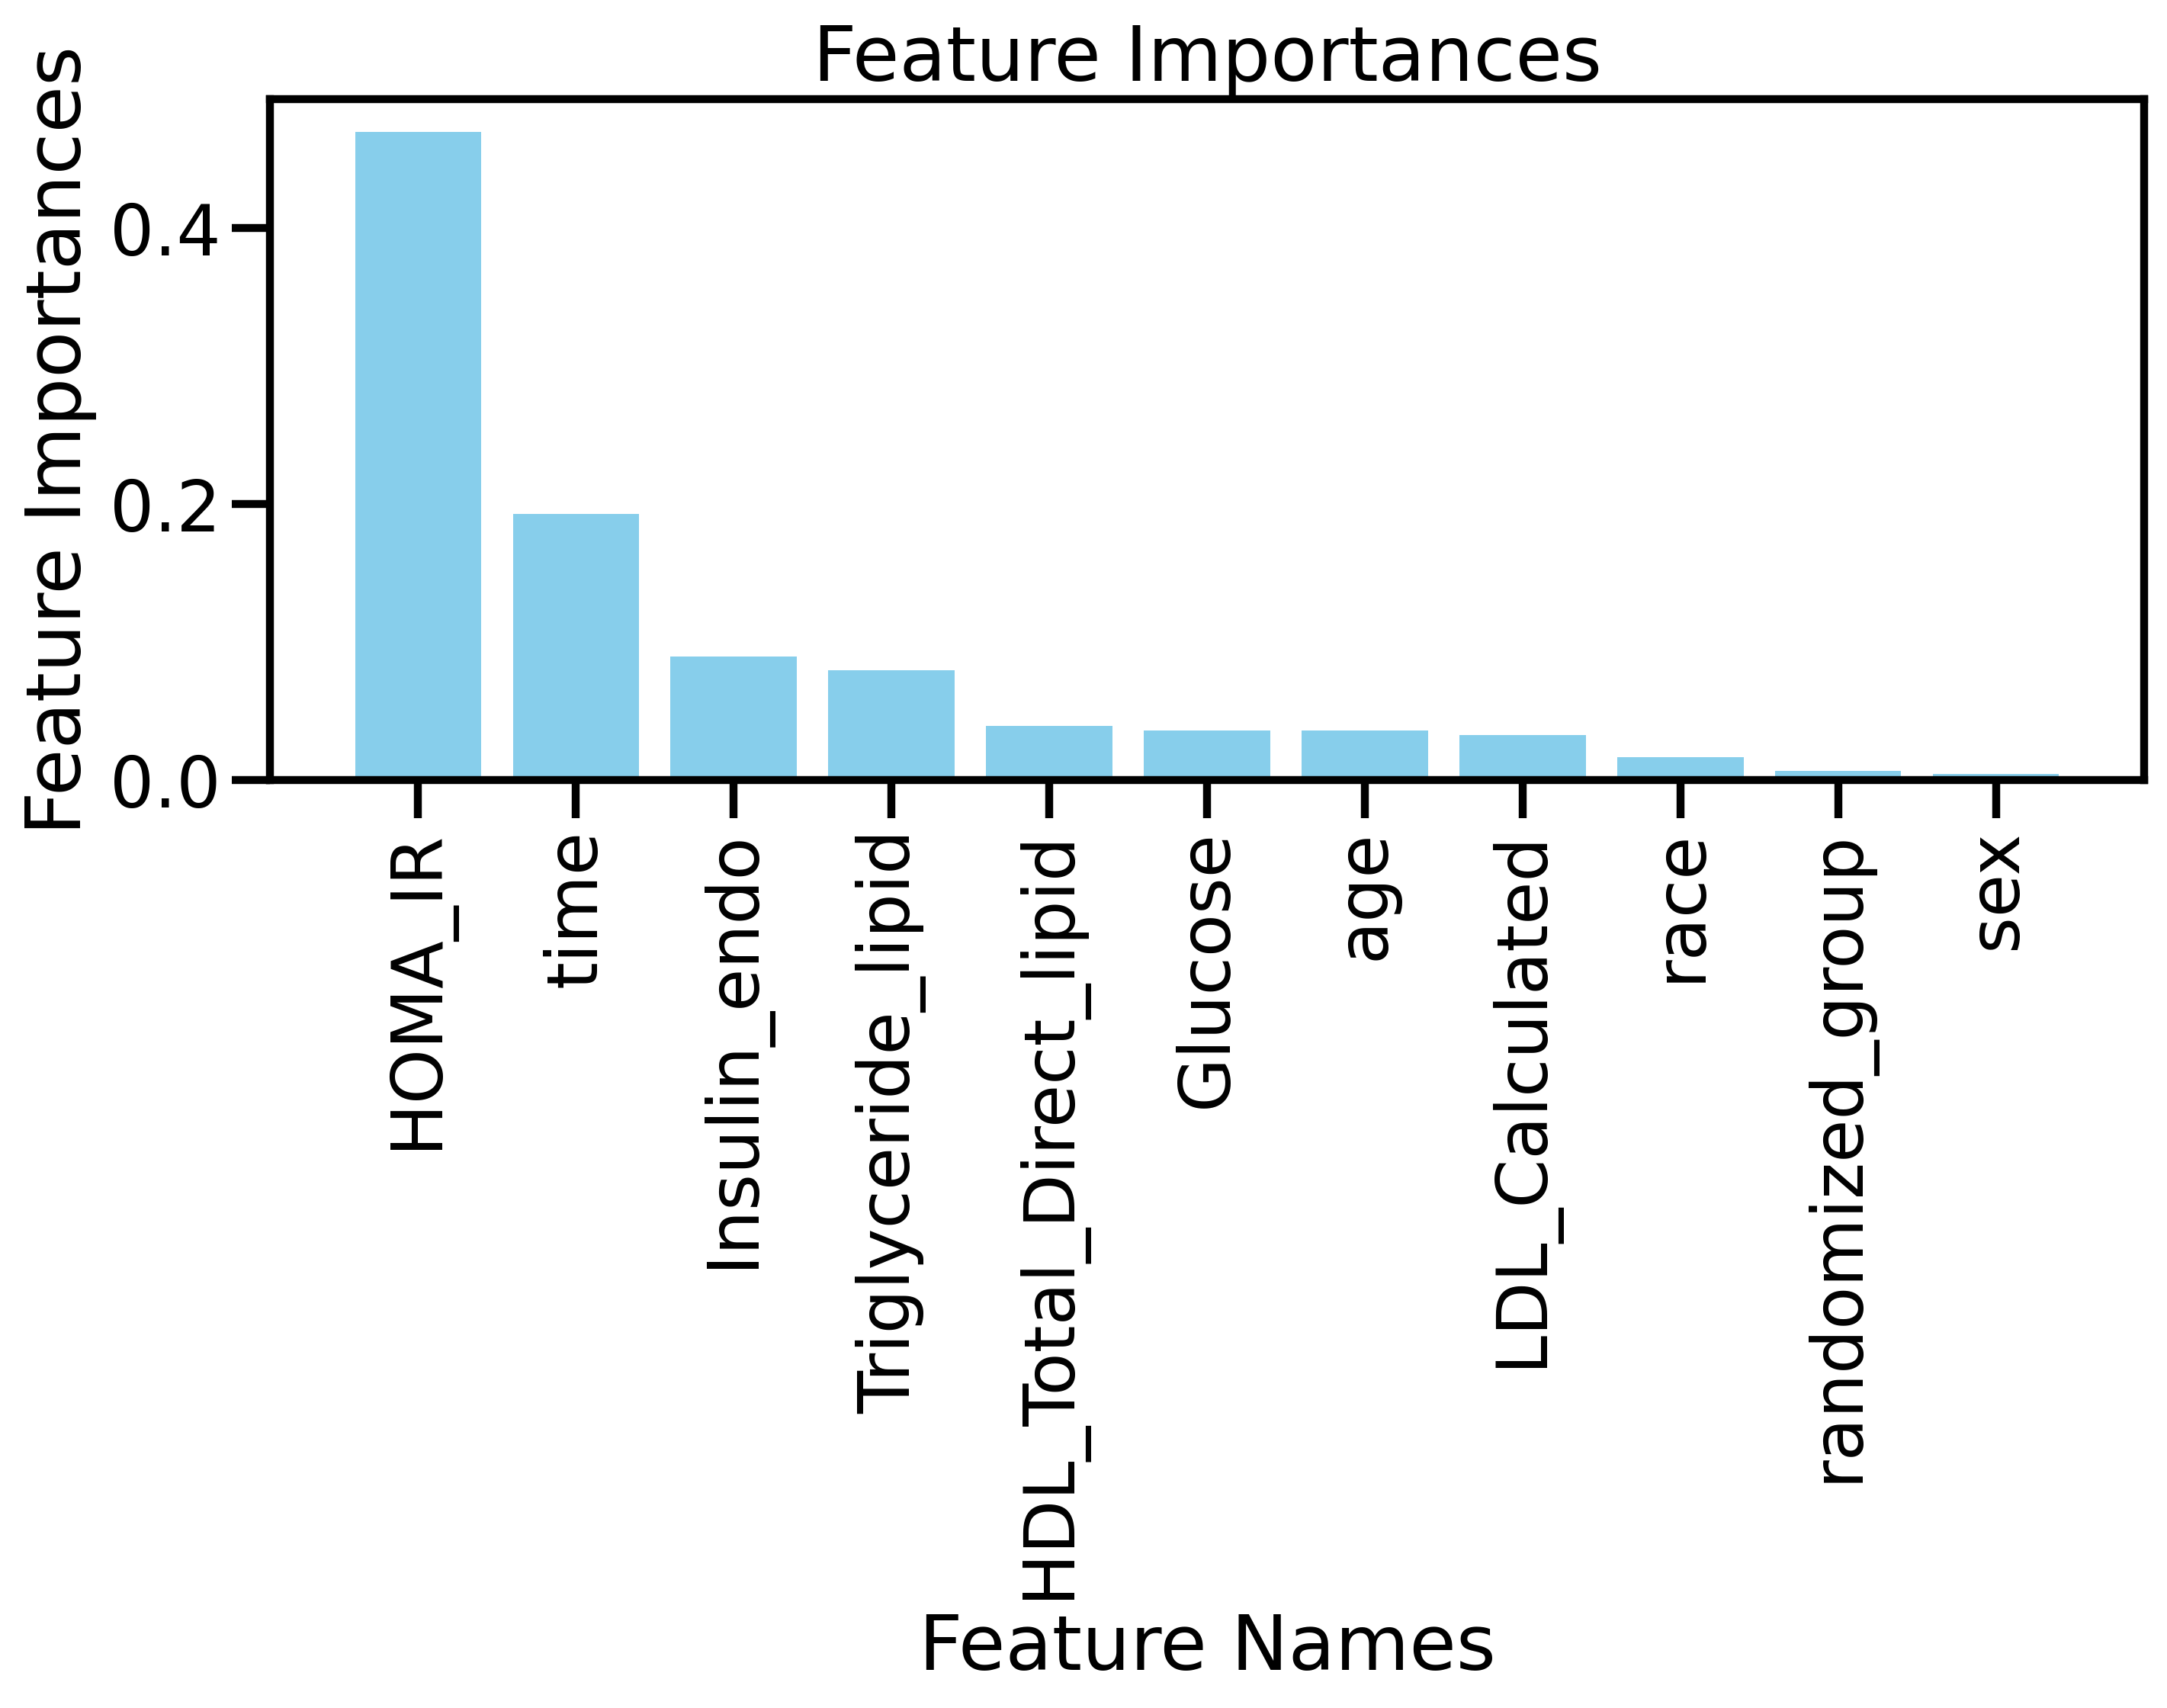 Feature Importances
Feature Importances
0.4
0.2
0.0
HOMA_IR
time
Insulin_endo
Triglyceride_lipid
HDL_Total_Direct_lipid
Glucose
age
LDL_Calculated
race
randomized_group
sex
Feature Names